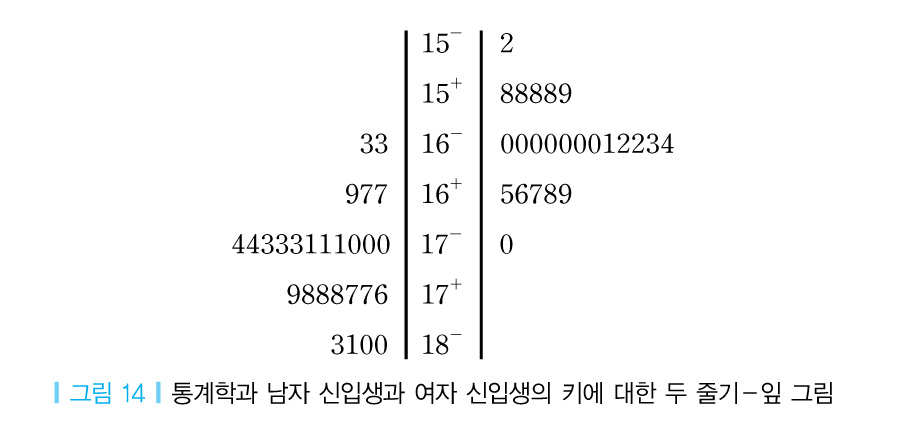 15⁻ 2
15⁺ 88889
33 16⁻ 000000012234
977 16⁺ 56789
44333111000 17⁻ 0
9888776 17⁺
3100 18⁻
그림 14 통계학과 남자 신입생과 여자 신입생의 키에 대한 두 줄기-잎 그림